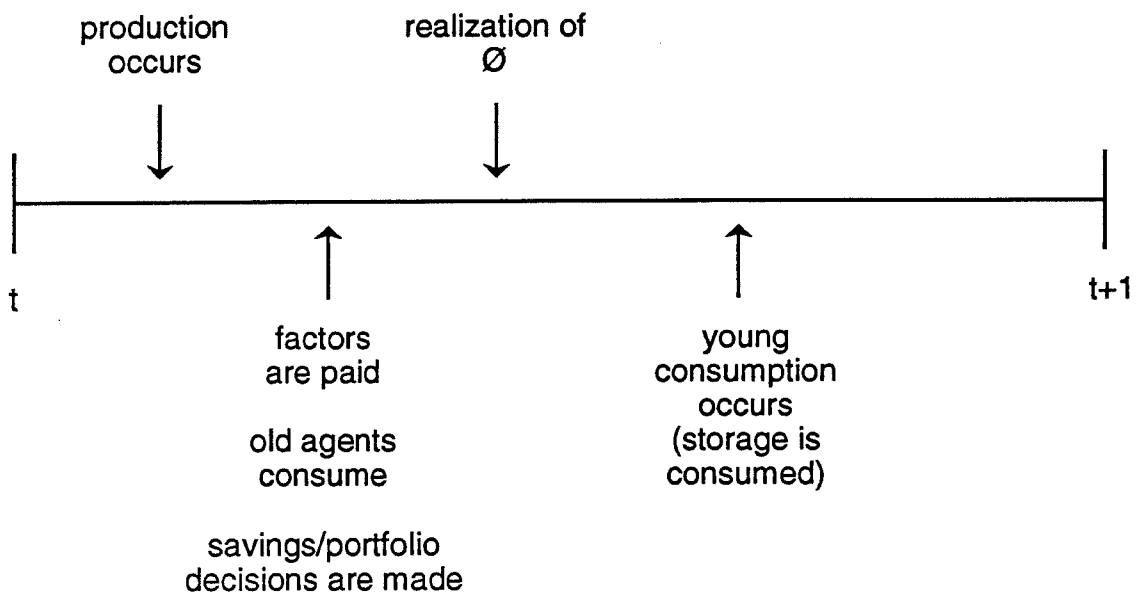 production
occurs
realization of
Ø
t
t+1
factors
are paid
old agents
consume
savings/portfolio
decisions are made
young
consumption
occurs
(storage is
consumed)